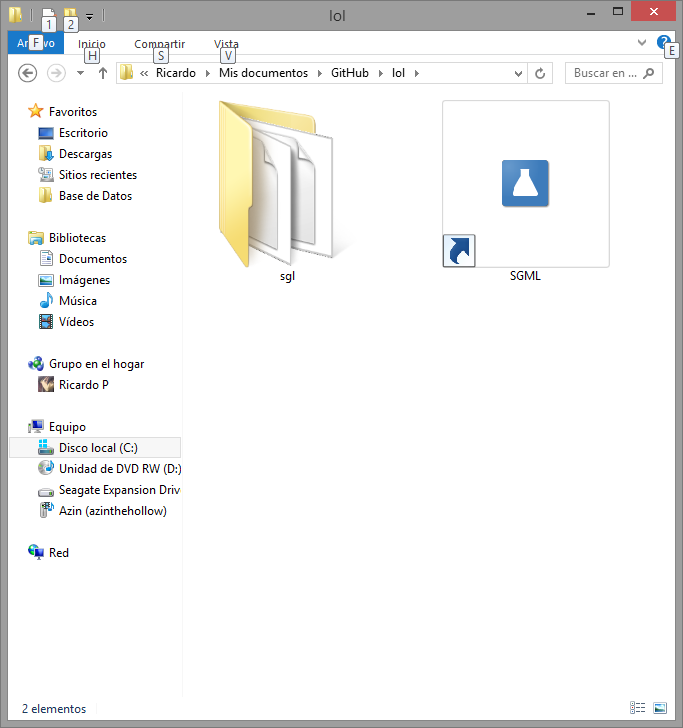 lol
1 2
Archivo Inicio Compartir Vista
F H S V E
« Ricardo Mis documentos GitHub lol
Buscar en ...
Favoritos
Escritorio
Descargas
Sitios recientes
Base de Datos
Bibliotecas
Documentos
Imágenes
Música
Vídeos
Grupo en el hogar
Ricardo P
Equipo
Disco local (C:)
Unidad de DVD RW (D:)
Seagate Expansion Driv
Azin (azinthehollow)
Red
sgl
SGML
2 elementos